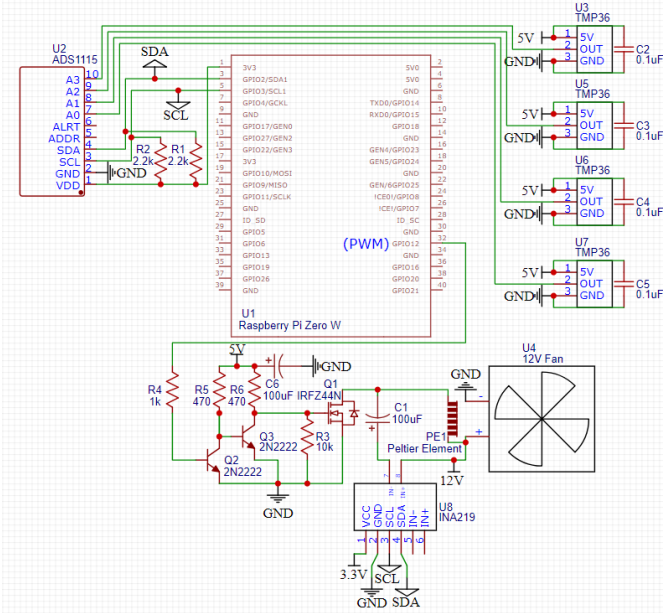 U2
ADS1115
A3 10
A2 9
A1 8
A0 7
ALRT 6
ADDR 5
SDA 4
SCL 3
GND 2
VDD 1
SDA
SCL
GND
R2
2.2k
R1
2.2k
1 3V3
3 GPIO2/SDA1
5 GPIO3/SCL1
7 GPIO4/GCKL
9 GND
11 GPIO17/GEN0
13 GPIO27/GEN2
15 GPIO22/GEN3
17 3V3
19 GPIO10/MOSI
21 GPIO9/MISO
23 GPIO11/SCLK
25 GND
27 ID_SD
29 GPIO5
31 GPIO6
33 GPIO13
35 GPIO19
37 GPIO26
39 GND
5V0 2
5V0 4
GND 6
TXD0/GPIO14 8
RXD0/GPIO15 10
GPIO18 12
GND 14
GEN4/GPIO23 16
GEN5/GPIO24 18
GND 20
GEN6/GPIO25 22
ICE0/GPIO8 24
ICEI/GPIO7 26
ID_SC 28
GND 30
(PWM) GPIO12 32
GND 34
GPIO16 36
GPIO20 38
GPIO21 40
U1
Raspberry Pi Zero W
U3
TMP36
5V 1 5V
2 OUT
GND 3 GND
C2
0.1uF
U5
TMP36
5V 1 5V
2 OUT
GND 3 GND
C3
0.1uF
U6
TMP36
5V 1 5V
2 OUT
GND 3 GND
C4
0.1uF
U7
TMP36
5V 1 5V
2 OUT
GND 3 GND
C5
0.1uF
R4
1k
5V
R5
470
R6
470
+
C6
100uF
GND
Q1
IRFZ44N
Q2
2N2222
Q3
2N2222
R3
10k
GND
C1
100uF
+
PE1
Peltier Element
GND
12V
U4
12V Fan
-
+
7 8
IN- IN+
U8
INA219
VCC GND SCL SDA IN- IN+
1 2 3 4 5 6
3.3V
GND
SCL
SDA